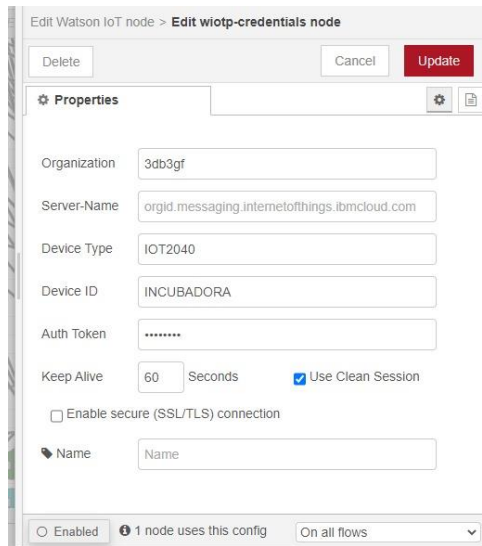 Edit Watson IoT node > Edit wiotp-credentials node
Delete Cancel Update
Properties
Organization 3db3gf
Server-Name orgid.messaging.internetofthings.ibmcloud.com
Device Type IOT2040
Device ID INCUBADORA
Auth Token ••••••••
Keep Alive 60 Seconds Use Clean Session
Enable secure (SSL/TLS) connection
Name Name
Enabled 1 node uses this config On all flows